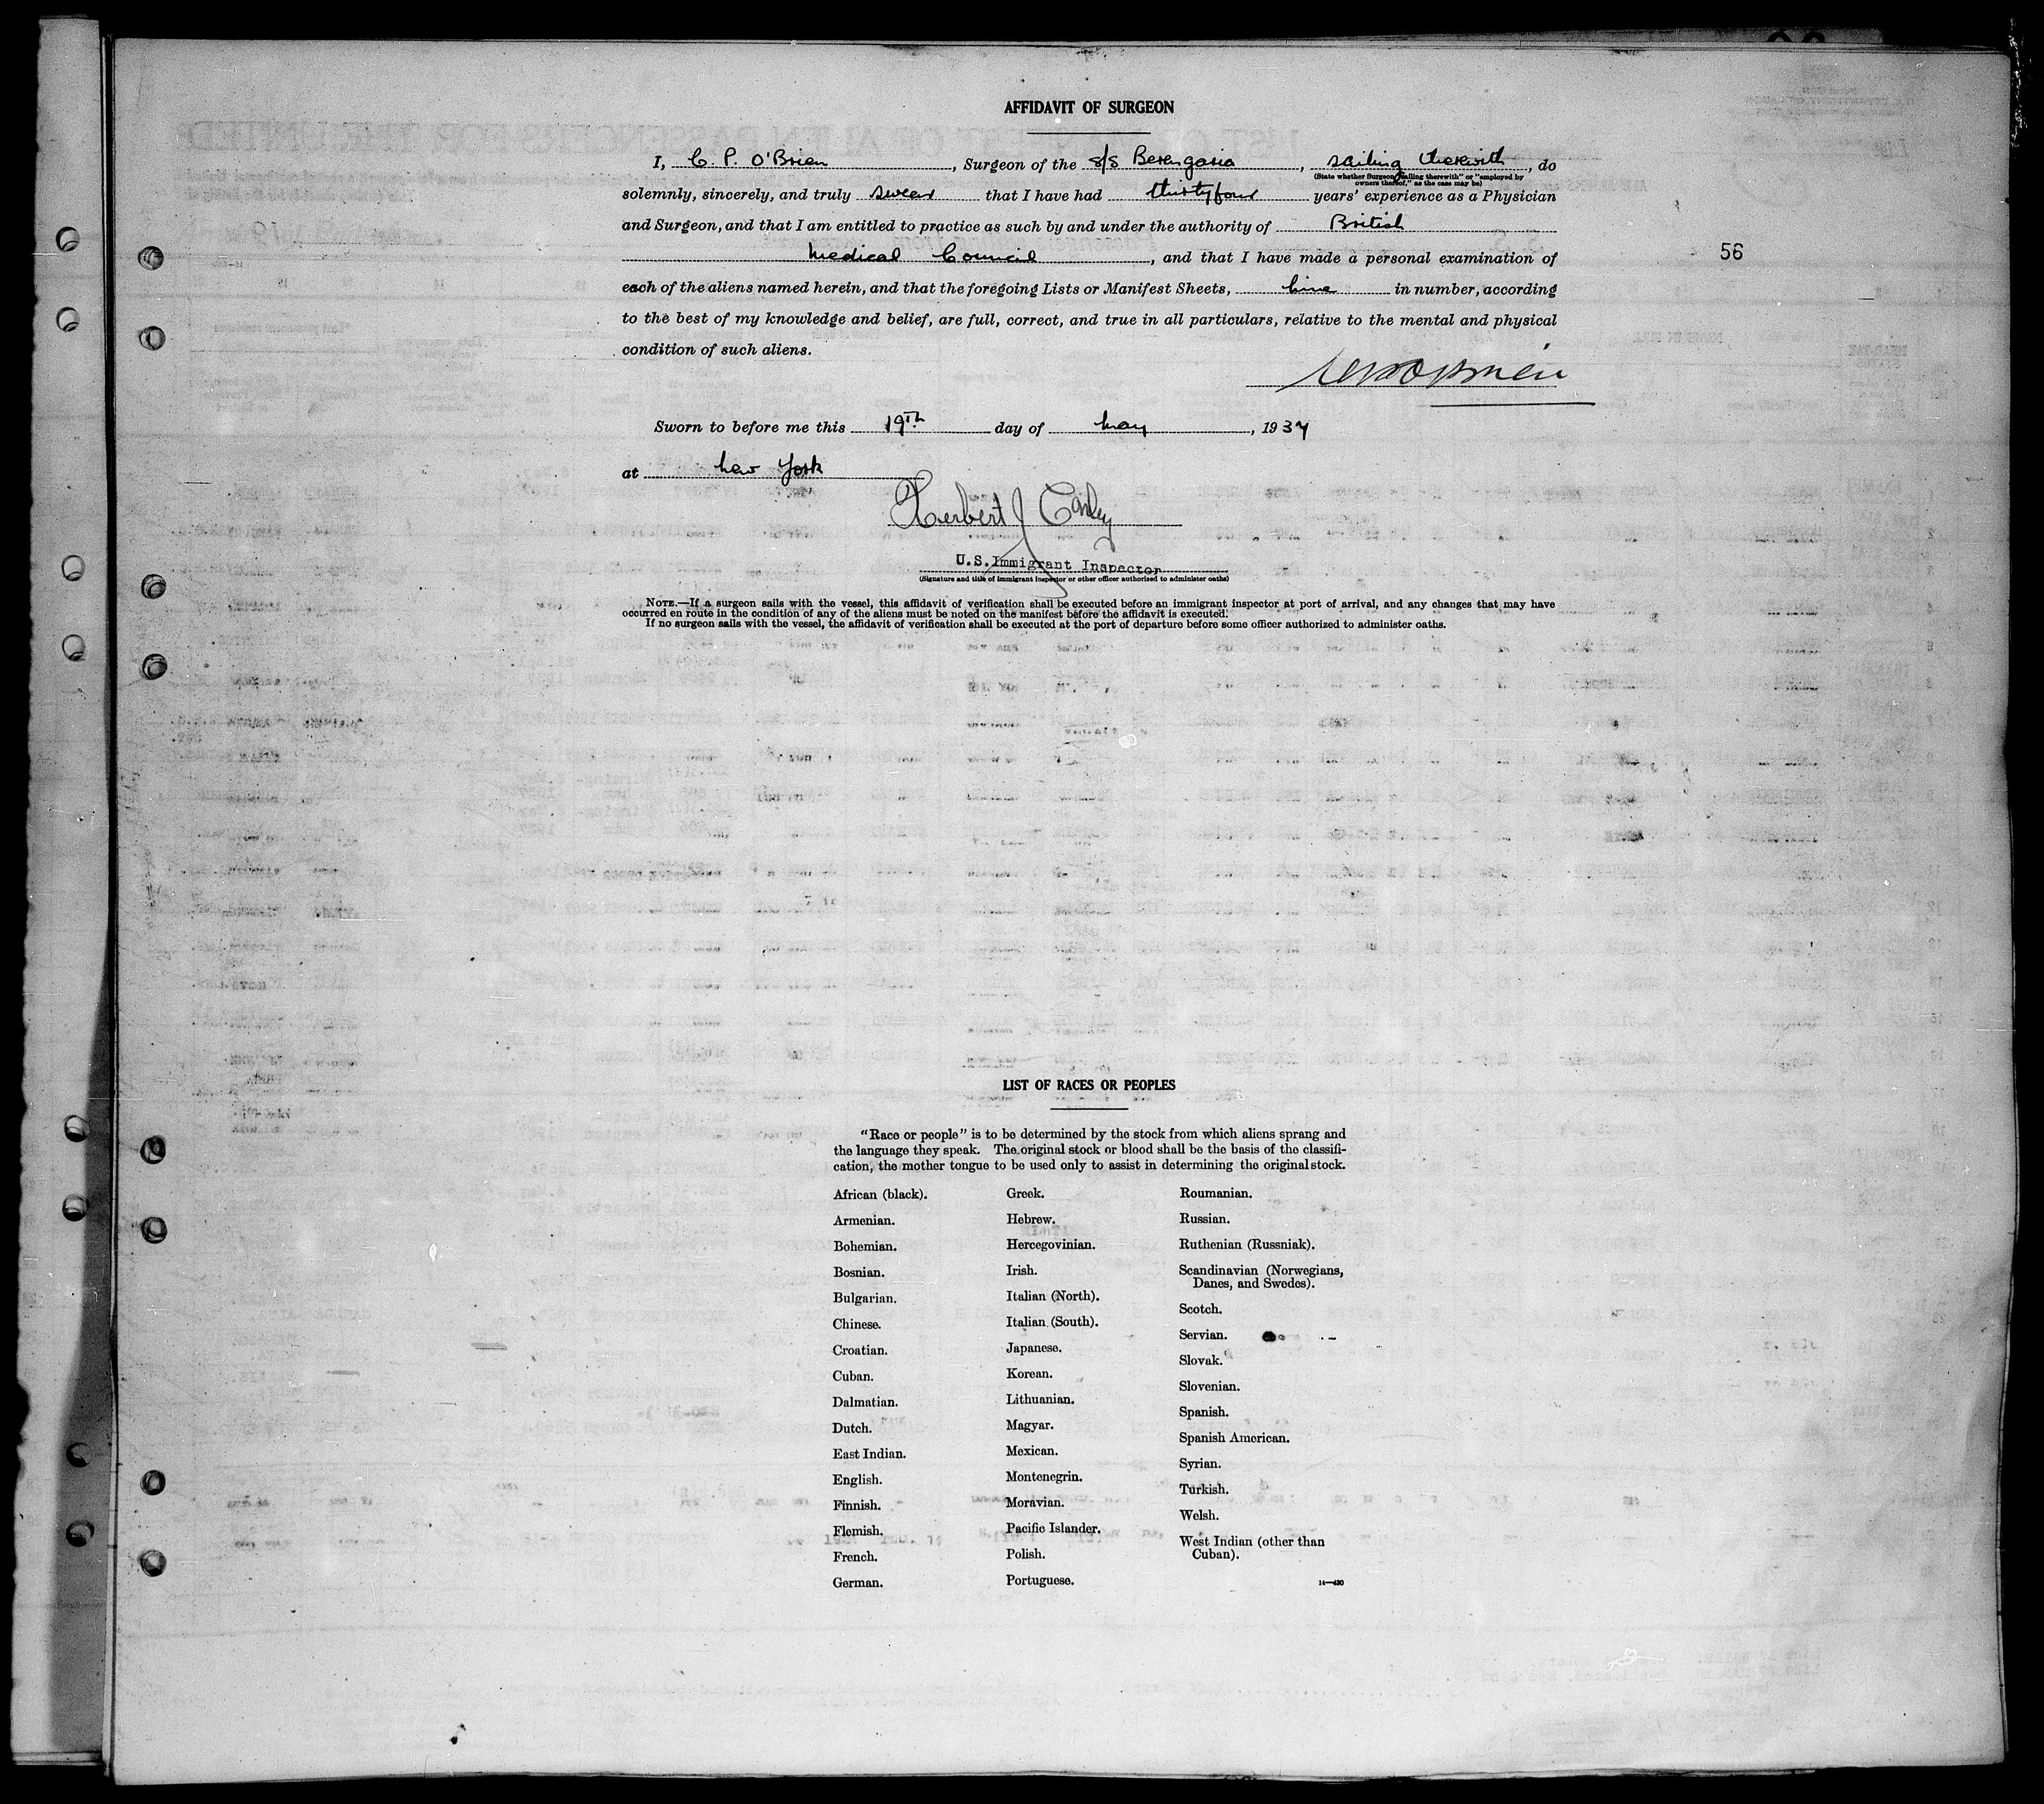 AFFIDAVIT OF SURGEON
I, C. P. O'Brien, Surgeon of the s/s Berengaria, sailing therewith, do
(State whether Surgeon "sailing therewith" or "employed by
owners thereof," as the case may be)
solemnly, sincerely, and truly swear that I have had thirtyfour years' experience as a Physician
and Surgeon, and that I am entitled to practice as such by and under the authority of British
Medical Council, and that I have made a personal examination of
56
each of the aliens named herein, and that the foregoing Lists or Manifest Sheets, nine in number, according
to the best of my knowledge and belief, are full, correct, and true in all particulars, relative to the mental and physical
condition of such aliens.
Sworn to before me this 19th day of May, 1937
at New York
Herbert J Conley
U.S. Immigrant Inspector
(Signature and title of immigrant inspector or other officer authorized to administer oaths)
NOTE.—If a surgeon sails with the vessel, this affidavit of verification shall be executed before an immigrant inspector at port of arrival, and any changes that may have
occurred en route in the condition of any of the aliens must be noted on the manifest before the affidavit is executed.
If no surgeon sails with the vessel, the affidavit of verification shall be executed at the port of departure before some officer authorized to administer oaths.
LIST OF RACES OR PEOPLES
"Race or people" is to be determined by the stock from which aliens sprang and
the language they speak. The original stock or blood shall be the basis of the classifi-
cation, the mother tongue to be used only to assist in determining the original stock.
African (black).
Armenian.
Bohemian.
Bosnian.
Bulgarian.
Chinese.
Croatian.
Cuban.
Dalmatian.
Dutch.
East Indian.
English.
Finnish.
Flemish.
French.
German.
Greek.
Hebrew.
Hercegovinian.
Irish.
Italian (North).
Italian (South).
Japanese.
Korean.
Lithuanian.
Magyar.
Mexican.
Montenegrin.
Moravian.
Pacific Islander.
Polish.
Portuguese.
Roumanian.
Russian.
Ruthenian (Russniak).
Scandinavian (Norwegians,
Danes, and Swedes).
Scotch.
Servian.
Slovak.
Slovenian.
Spanish.
Spanish American.
Syrian.
Turkish.
Welsh.
West Indian (other than
Cuban).
14—430